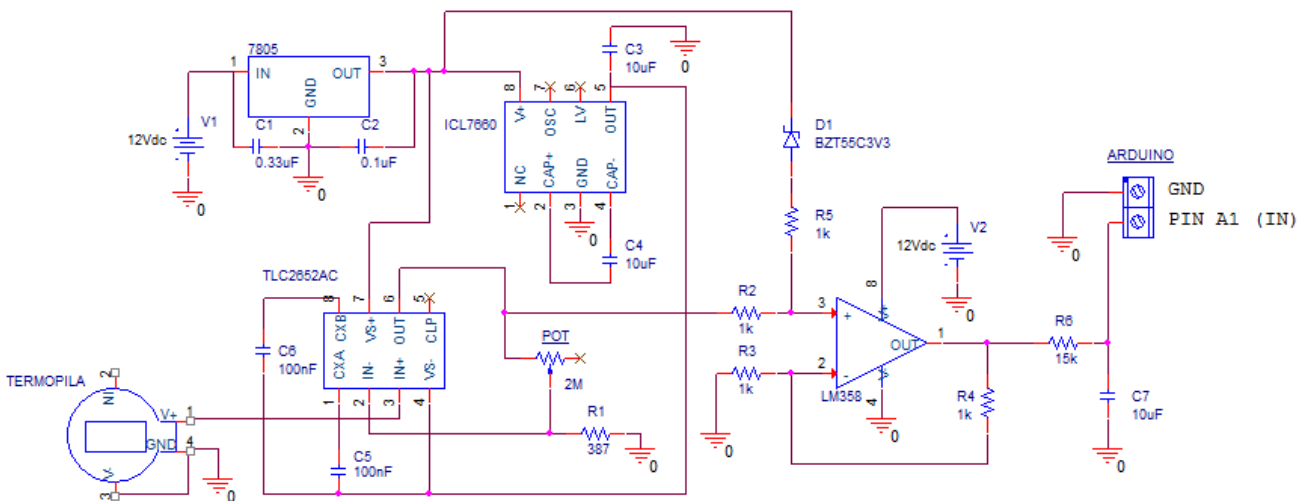 7805
1
IN
OUT
3
GND
2
V1
12Vdc
C1
0.33uF
C2
0.1uF
0
0
C3
10uF
0
8
7
6
5
V+
OSC
LV
OUT
ICL7660
NC
CAP+
GND
CAP-
1
2
3
4
0
C4
10uF
D1
BZT55C3V3
R5
1k
ARDUINO
GND
PIN A1 (IN)
0
V2
12Vdc
0
TLC2652AC
8
7
6
5
CXB
VS+
OUT
CLP
CXA
IN-
IN+
VS-
1
2
3
4
C6
100nF
C5
100nF
POT
2M
R1
387
0
TERMOPILA
2
NI
V+
1
GND
4
V-
3
0
R2
1k
R3
1k
0
3
+
2
-
8
V+
OUT
1
LM358
4
0
R4
1k
R6
15k
C7
10uF
0